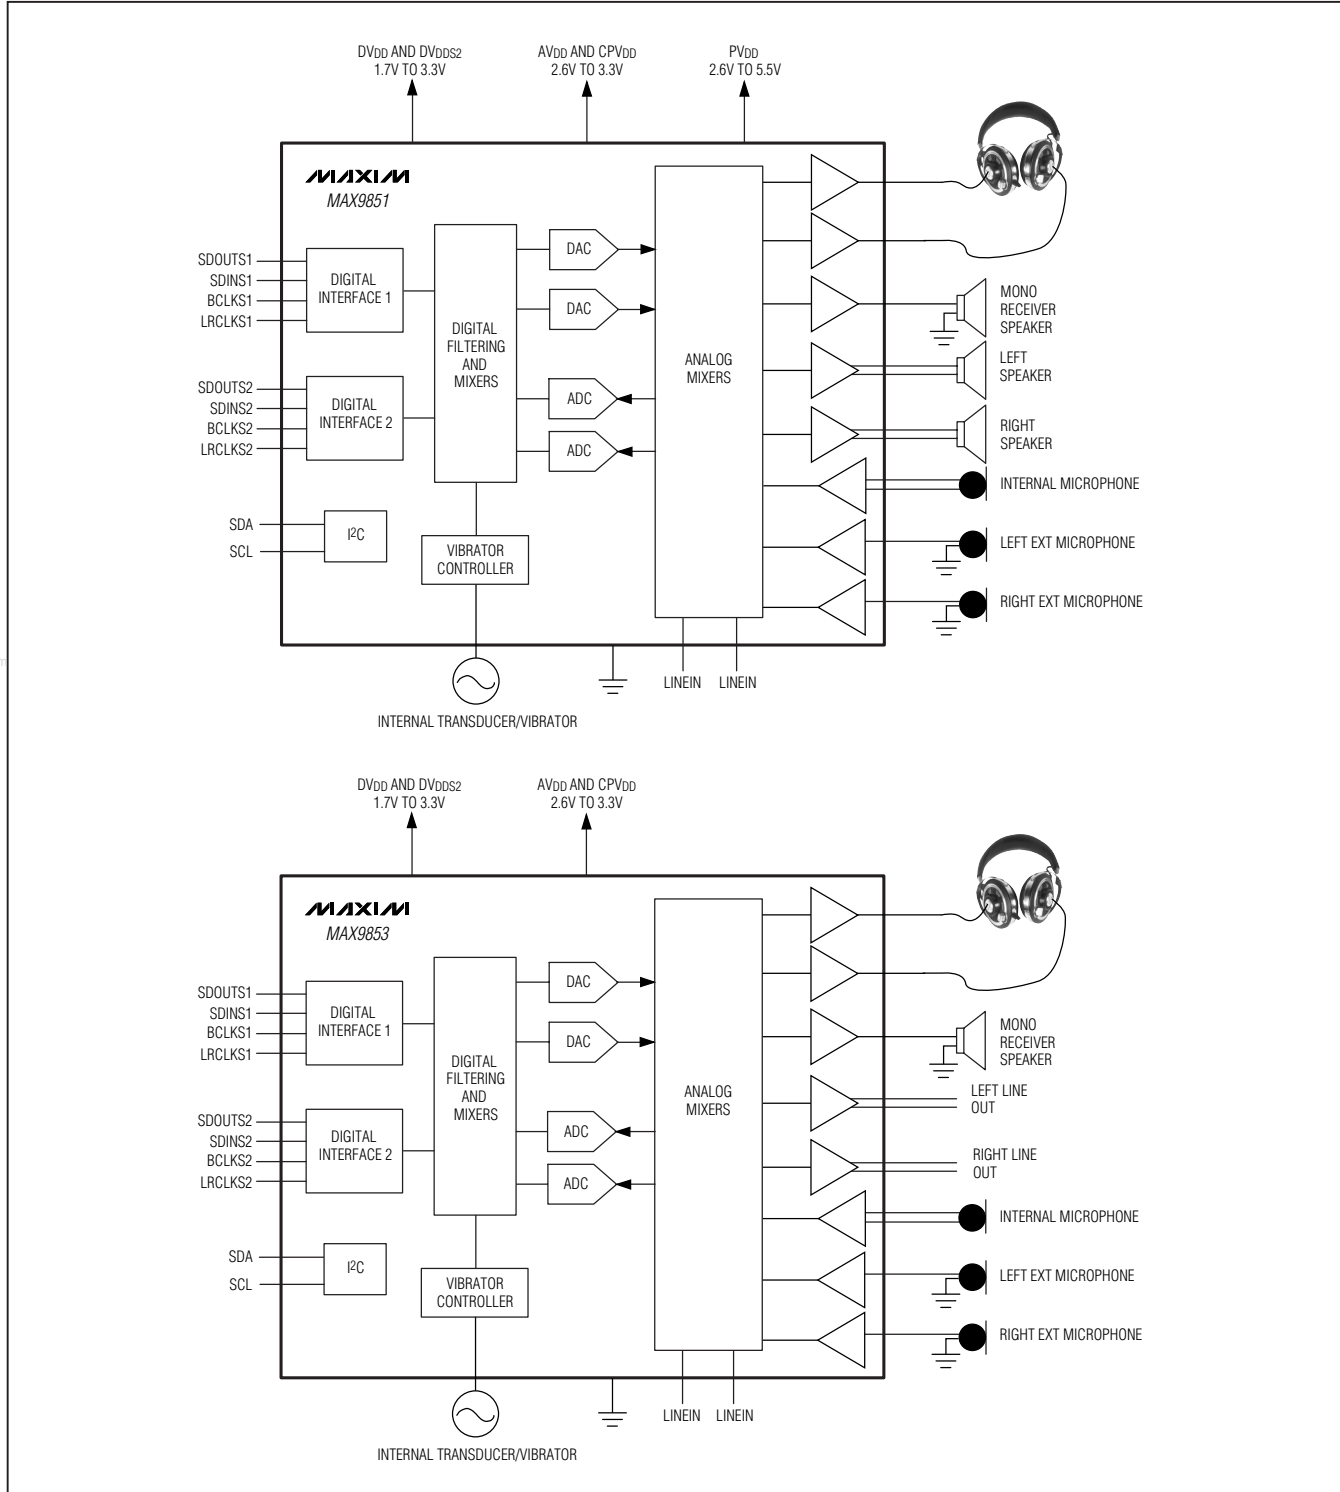 DVDD AND DVDDS2
1.7V TO 3.3V
AVDD AND CPVDD
2.6V TO 3.3V
PVDD
2.6V TO 5.5V
MAXIM
MAX9851
SDOUTS1
SDINS1
BCLKS1
LRCLKS1
DIGITAL
INTERFACE 1
SDOUTS2
SDINS2
BCLKS2
LRCLKS2
DIGITAL
INTERFACE 2
SDA
SCL
I2C
DIGITAL
FILTERING
AND
MIXERS
DAC
DAC
ADC
ADC
VIBRATOR
CONTROLLER
ANALOG
MIXERS
MONO
RECEIVER
SPEAKER
LEFT
SPEAKER
RIGHT
SPEAKER
INTERNAL MICROPHONE
LEFT EXT MICROPHONE
RIGHT EXT MICROPHONE
LINEIN
LINEIN
INTERNAL TRANSDUCER/VIBRATOR
DVDD AND DVDDS2
1.7V TO 3.3V
AVDD AND CPVDD
2.6V TO 3.3V
MAXIM
MAX9853
SDOUTS1
SDINS1
BCLKS1
LRCLKS1
DIGITAL
INTERFACE 1
SDOUTS2
SDINS2
BCLKS2
LRCLKS2
DIGITAL
INTERFACE 2
SDA
SCL
I2C
DIGITAL
FILTERING
AND
MIXERS
DAC
DAC
ADC
ADC
VIBRATOR
CONTROLLER
ANALOG
MIXERS
MONO
RECEIVER
SPEAKER
LEFT LINE
OUT
RIGHT LINE
OUT
INTERNAL MICROPHONE
LEFT EXT MICROPHONE
RIGHT EXT MICROPHONE
LINEIN
LINEIN
INTERNAL TRANSDUCER/VIBRATOR